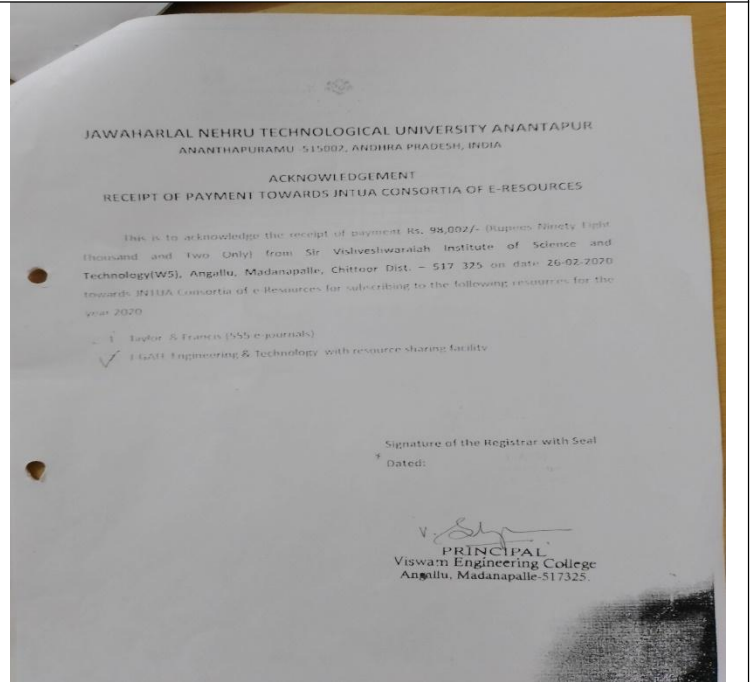 JAWAHARLAL NEHRU TECHNOLOGICAL UNIVERSITY ANANTAPUR
ANANTHAPURAMU -515002, ANDHRA PRADESH, INDIA
ACKNOWLEDGEMENT
RECEIPT OF PAYMENT TOWARDS JNTUA CONSORTIA OF E-RESOURCES
This is to acknowledge the receipt of payment Rs. 98,002/- (Rupees Ninety Eight
Thousand and Two Only) from Sir Vishveshwaraiah Institute of Science and
Technology(W5), Angallu, Madanapalle, Chittoor Dist. – 517 325 on date 26-02-2020
towards JNTUA Consortia of e-Resources for subscribing to the following resources for the
year 2020
Taylor & Francis (555 e-journals)
Engineering & Technology with resource sharing facility
Signature of the Registrar with Seal
Dated:
PRINCIPAL
Viswam Engineering College
Angallu, Madanapalle-517325.